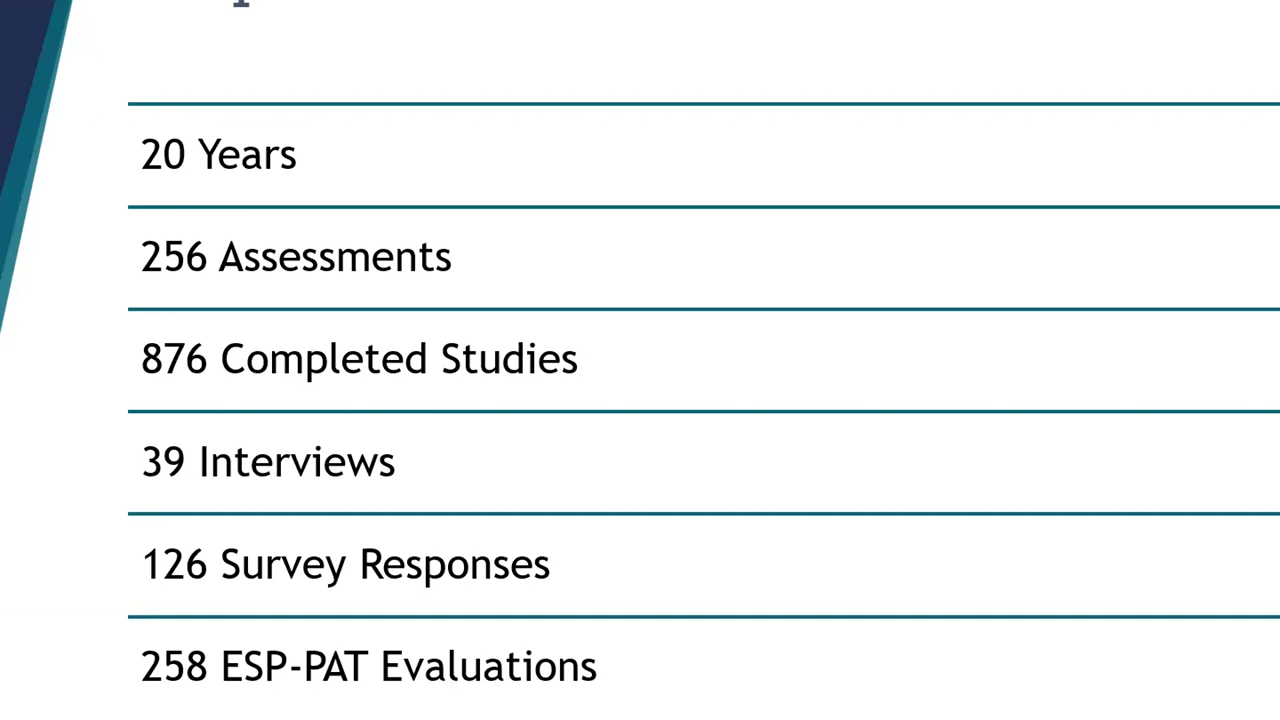 20 Years
256 Assessments
876 Completed Studies
39 Interviews
126 Survey Responses
258 ESP-PAT Evaluations